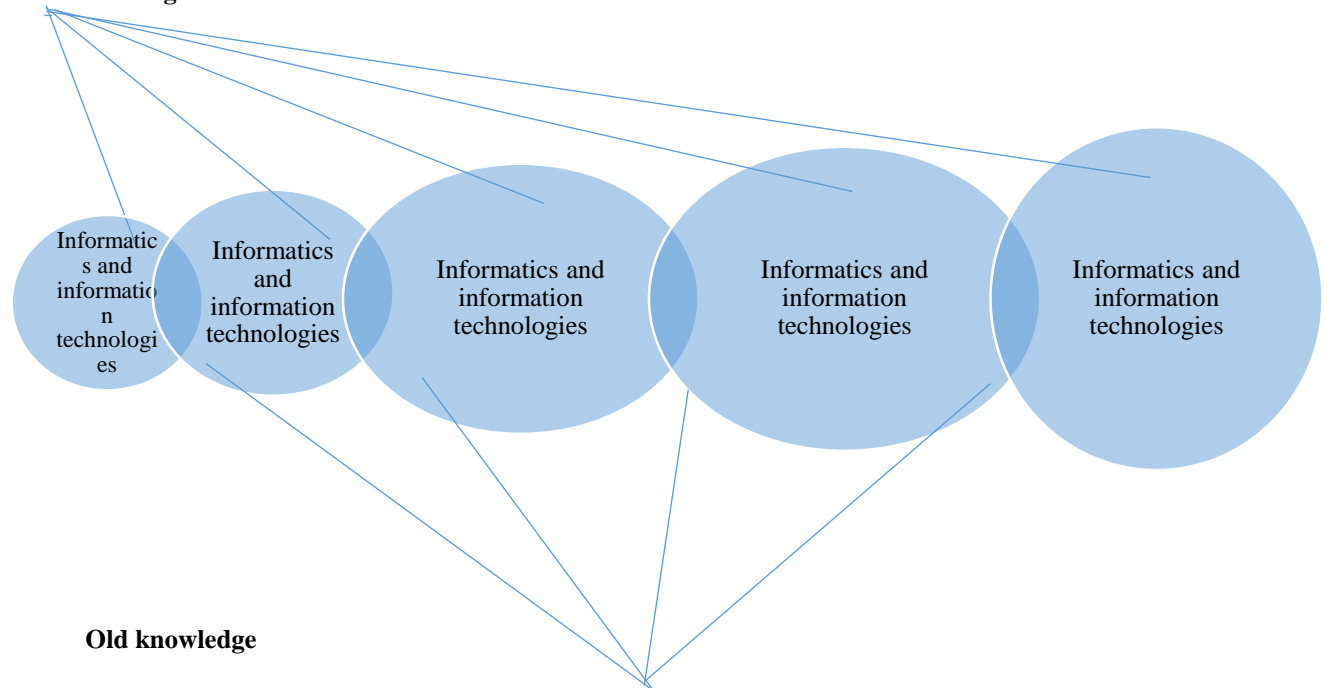 Informatic
s and
informatio
n
technologi
es
Informatics
and
information
technologies
Informatics and
information
technologies
Informatics and
information
technologies
Informatics and
information
technologies
Old knowledge